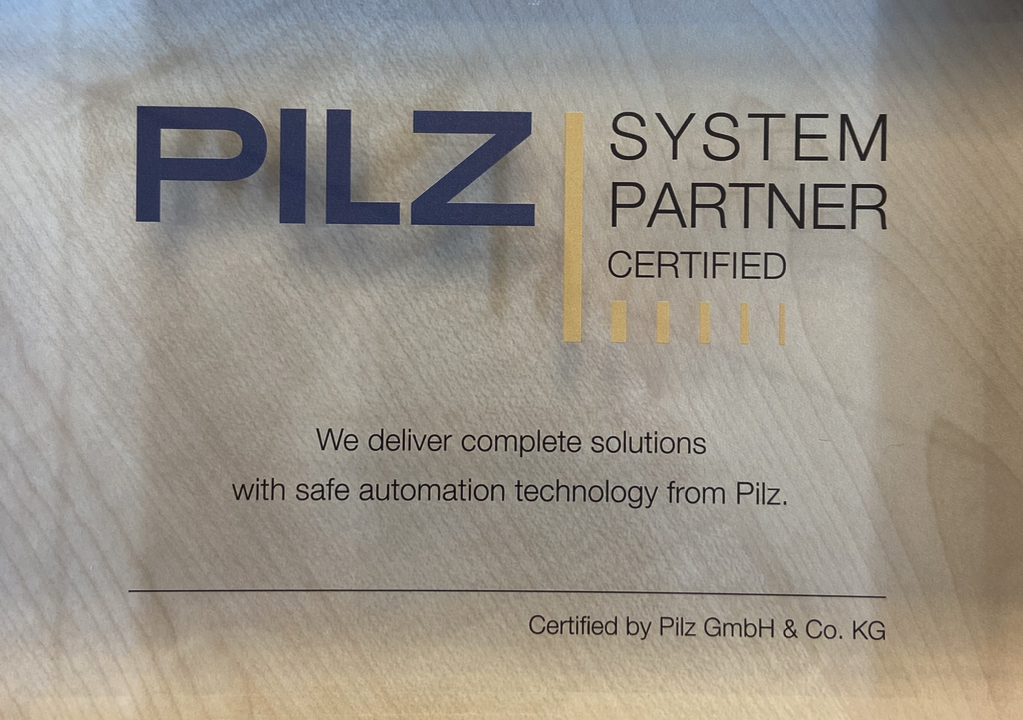 PILZ
SYSTEM
PARTNER
CERTIFIED
We deliver complete solutions
with safe automation technology from Pilz.
Certified by Pilz GmbH & Co. KG